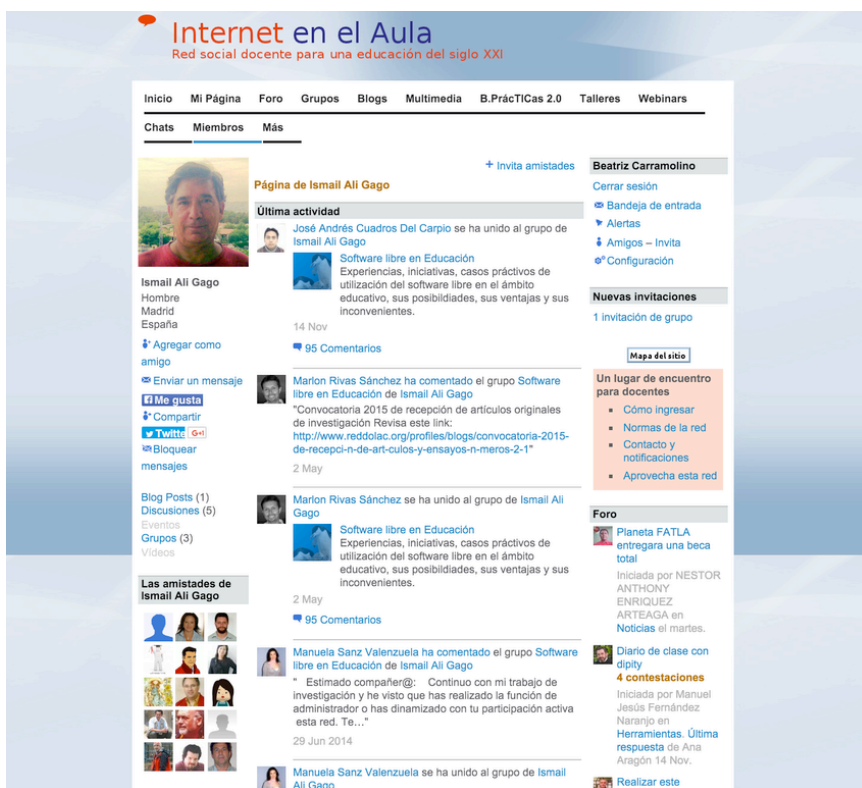 Internet en el Aula
Red social docente para una educación del siglo XXI
Inicio Mi Página Foro Grupos Blogs Multimedia B.PrácTICas 2.0 Talleres Webinars
Chats Miembros Más
Ismail Ali Gago
Hombre
Madrid
España
Agregar como
amigo
Enviar un mensaje
Me gusta
Compartir
Twitte G+1
Bloquear
mensajes
Blog Posts (1)
Discusiones (5)
Eventos
Grupos (3)
Vídeos
Las amistades de
Ismail Ali Gago
+ Invita amistades
Página de Ismail Ali Gago
Última actividad
José Andrés Cuadros Del Carpio se ha unido al grupo de
Ismail Ali Gago
Software libre en Educación
Experiencias, iniciativas, casos práctivos de
utilización del software libre en el ámbito
educativo, sus posibildiades, sus ventajas y sus
inconvenientes.
14 Nov
95 Comentarios
Marlon Rivas Sánchez ha comentado el grupo Software
libre en Educación de Ismail Ali Gago
"Convocatoria 2015 de recepción de artículos originales
de investigación Revisa este link:
http://www.reddolac.org/profiles/blogs/convocatoria-2015-
de-recepci-n-de-art-culos-y-ensayos-n-meros-2-1"
2 May
Marlon Rivas Sánchez se ha unido al grupo de Ismail Ali
Gago
Software libre en Educación
Experiencias, iniciativas, casos práctivos de
utilización del software libre en el ámbito
educativo, sus posibildiades, sus ventajas y sus
inconvenientes.
2 May
95 Comentarios
Manuela Sanz Valenzuela ha comentado el grupo Software
libre en Educación de Ismail Ali Gago
" Estimado compañer@: Continuo con mi trabajo de
investigación y he visto que has realizado la función de
administrador o has dinamizado con tu participación activa
esta red. Te…"
29 Jun 2014
Manuela Sanz Valenzuela se ha unido al grupo de Ismail
Ali Gago
Beatriz Carramolino
Cerrar sesión
Bandeja de entrada
Alertas
Amigos – Invita
Configuración
Nuevas invitaciones
1 invitación de grupo
Mapa del sitio
Un lugar de encuentro
para docentes
Cómo ingresar
Normas de la red
Contacto y
notificaciones
Aprovecha esta red
Foro
Planeta FATLA
entregara una beca
total
Iniciada por NESTOR
ANTHONY
ENRIQUEZ
ARTEAGA en
Noticias el martes.
Diario de clase con
dipity
4 contestaciones
Iniciada por Manuel
Jesús Fernández
Naranjo en
Herramientas. Última
respuesta de Ana
Aragón 14 Nov.
Realizar este